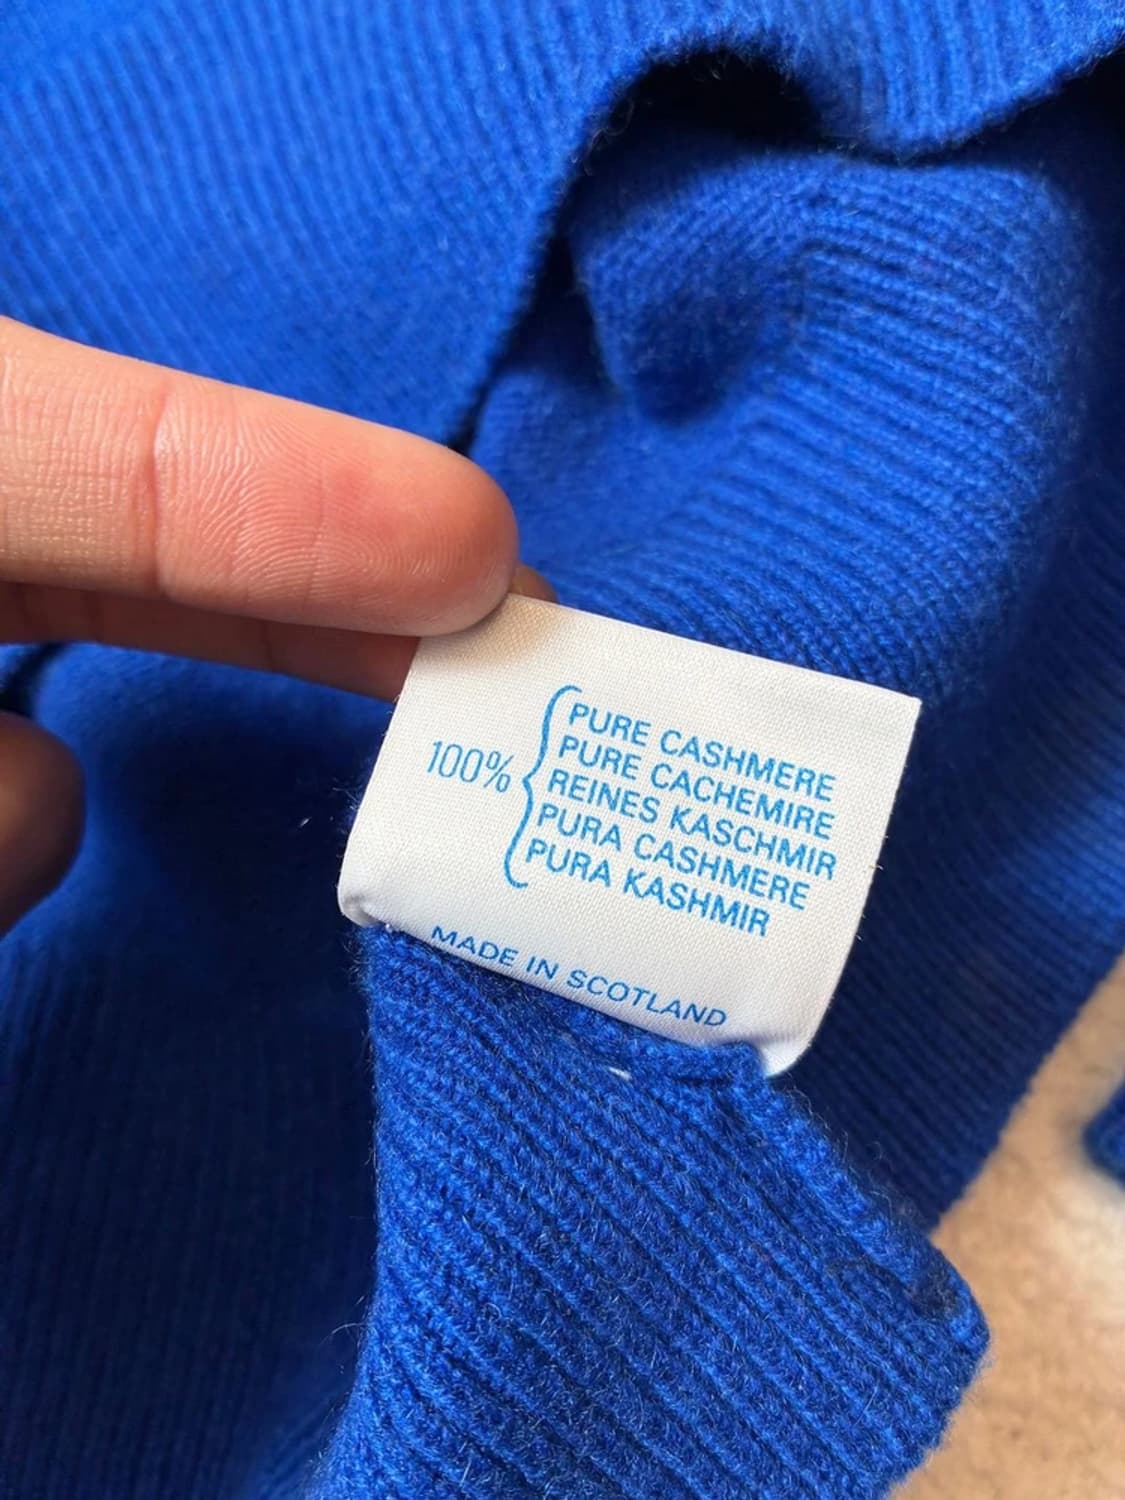 100%
PURE CASHMERE
PURE CACHEMIRE
REINES KASCHMIR
PURA CASHMERE
PURA KASHMIR
MADE IN SCOTLAND